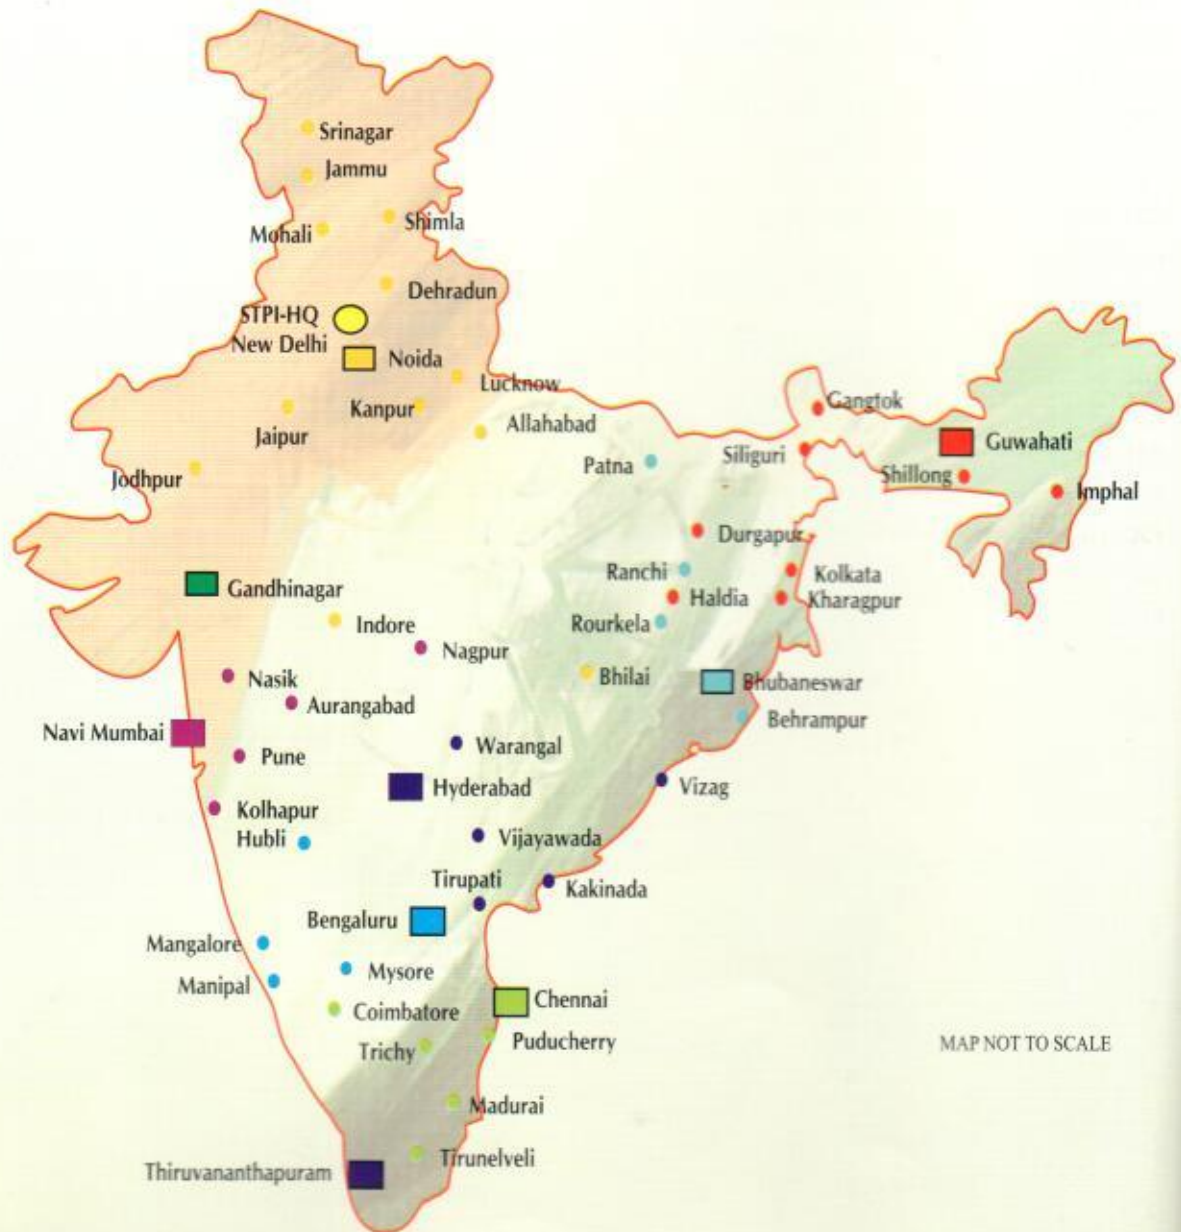 Srinagar
Jammu
Shimla
Mohali
Dehradun
STPI-HQ
New Delhi
Noida
Lucknow
Kanpur
Gangtok
Allahabad
Jaipur
Guwahati
Siliguri
Patna
Shillong
Jodhpur
Imphal
Durgapur
Ranchi
Kolkata
Gandhinagar
Haldia
Kharagpur
Indore
Rourkela
Nagpur
Nasik
Bhilai
Bhubaneswar
Aurangabad
Behrampur
Navi Mumbai
Warangal
Pune
Hyderabad
Vizag
Kolhapur
Hubli
Vijayawada
Tirupati
Kakinada
Bengaluru
Mangalore
Mysore
Manipal
Chennai
Coimbatore
Puducherry
MAP NOT TO SCALE
Trichy
Madurai
Tirunelveli
Thiruvananthapuram